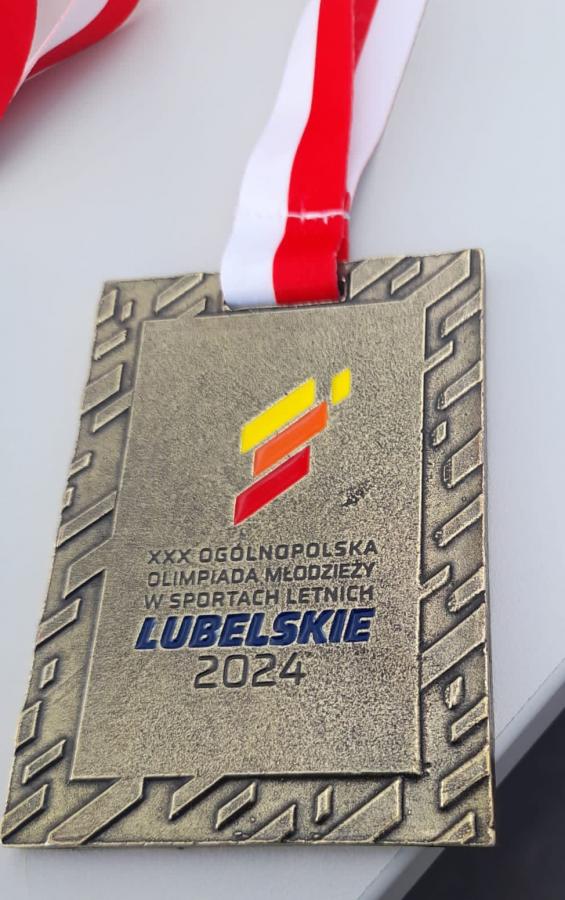 XXX OGÓLNOPOLSKA
OLIMPIADA MŁODZIEŻY
W SPORTACH LETNICH
LUBELSKIE
2024